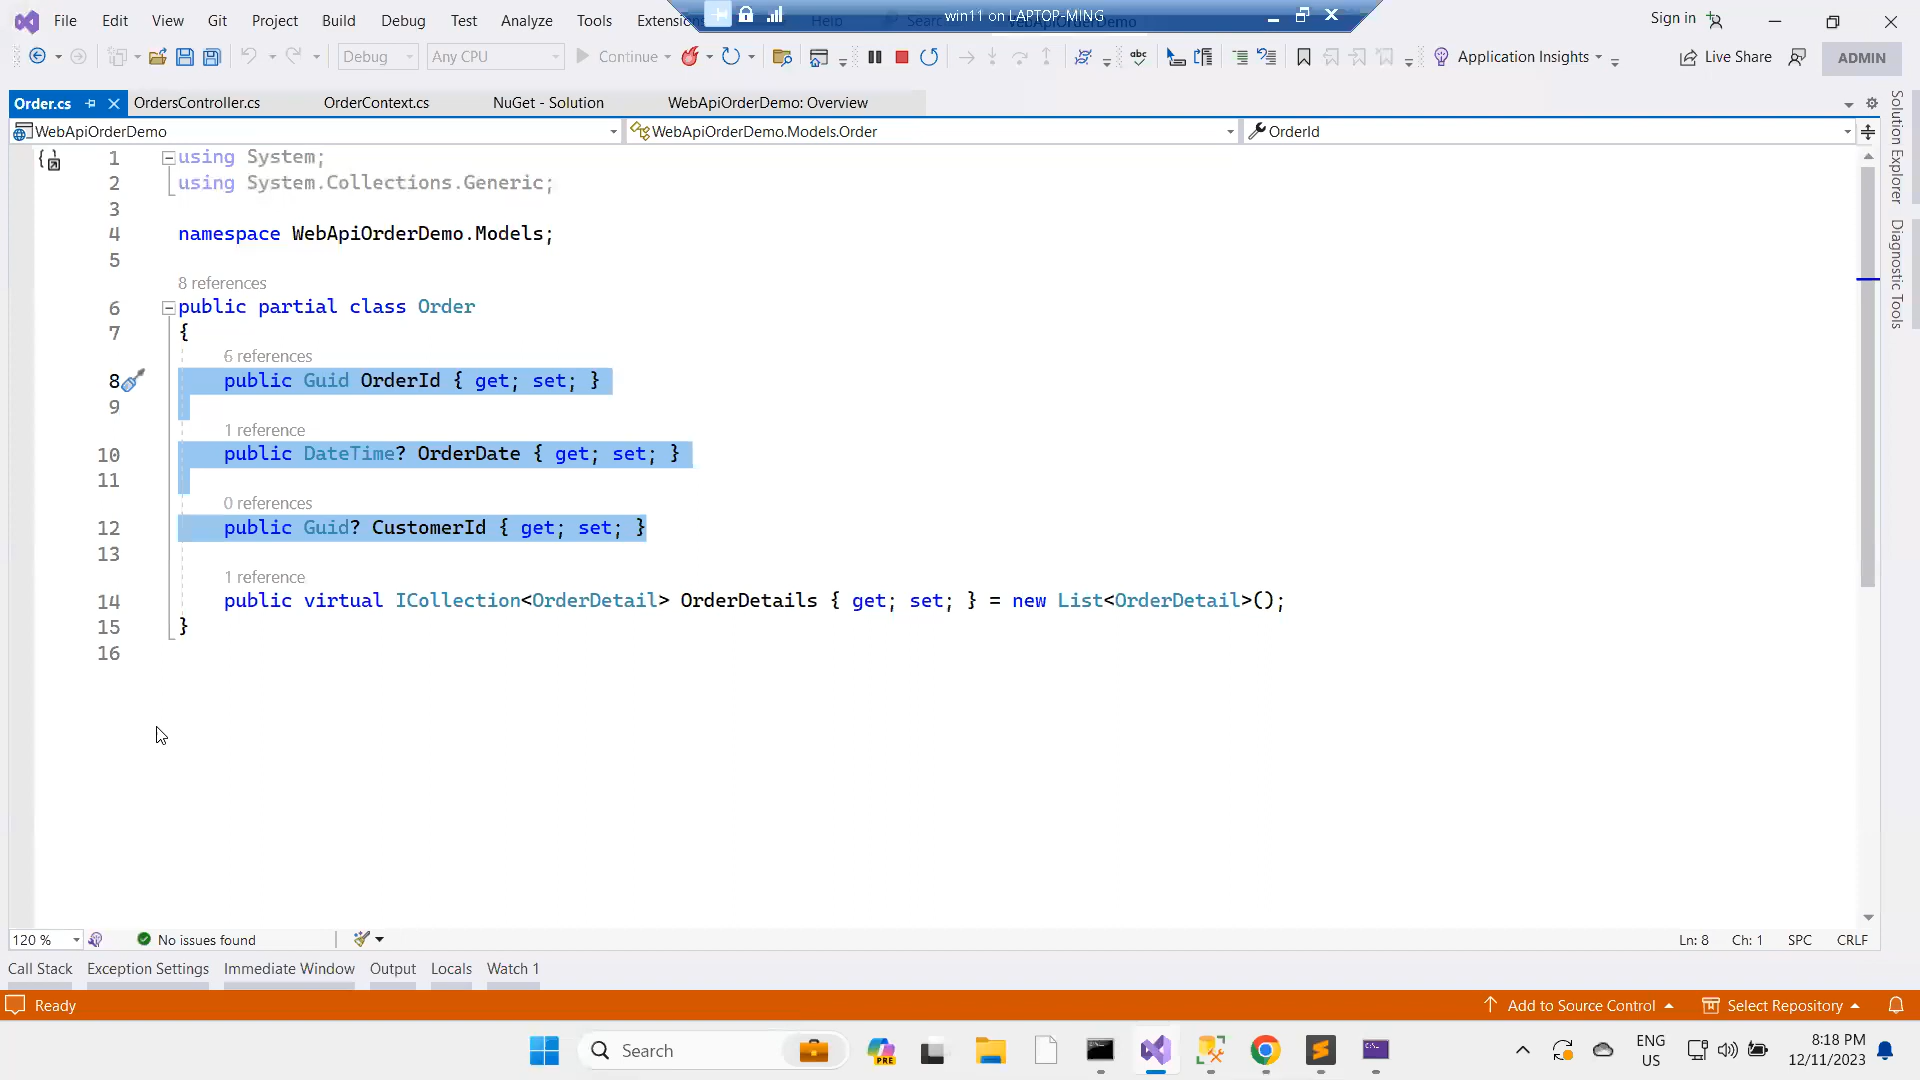 File Edit View Git Project Build Debug Test Analyze Tools Extensions Help Search WebApiOrderDemo Sign in
win11 on LAPTOP-MING
Debug Any CPU Continue abc Application Insights Live Share ADMIN
Order.cs OrdersController.cs OrderContext.cs NuGet - Solution WebApiOrderDemo: Overview
WebApiOrderDemo WebApiOrderDemo.Models.Order OrderId
1 using System;
2 using System.Collections.Generic;
3
4 namespace WebApiOrderDemo.Models;
5
8 references
6 public partial class Order
7 {
6 references
8 public Guid OrderId { get; set; }
9
1 reference
10 public DateTime? OrderDate { get; set; }
11
0 references
12 public Guid? CustomerId { get; set; }
13
1 reference
14 public virtual ICollection<OrderDetail> OrderDetails { get; set; } = new List<OrderDetail>();
15 }
16
Solution Explorer
Diagnostic Tools
120 % No issues found Ln: 8 Ch: 1 SPC CRLF
Call Stack Exception Settings Immediate Window Output Locals Watch 1
Ready Add to Source Control Select Repository
Search PRE ENG 8:18 PM
US 12/11/2023